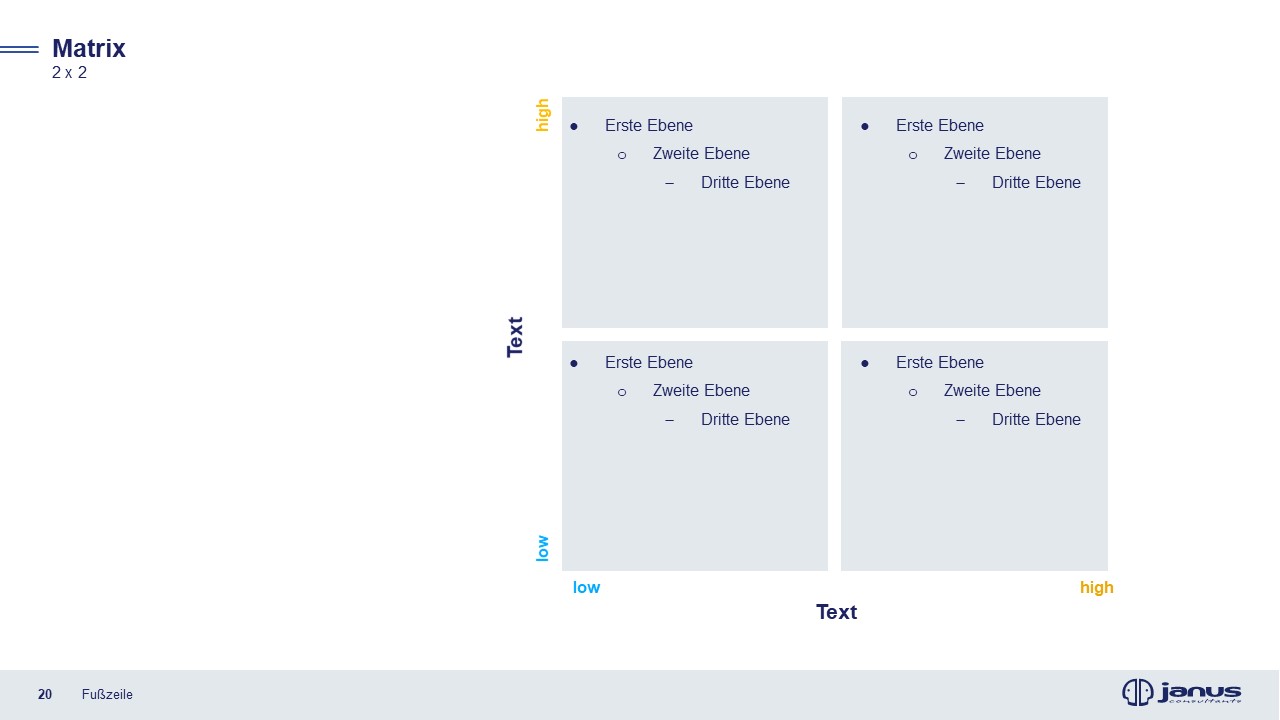 Matrix
2 x 2
high
● Erste Ebene
o Zweite Ebene
– Dritte Ebene
● Erste Ebene
o Zweite Ebene
– Dritte Ebene
Text
● Erste Ebene
o Zweite Ebene
– Dritte Ebene
● Erste Ebene
o Zweite Ebene
– Dritte Ebene
low
low
high
Text
20 Fußzeile
janus
consultants